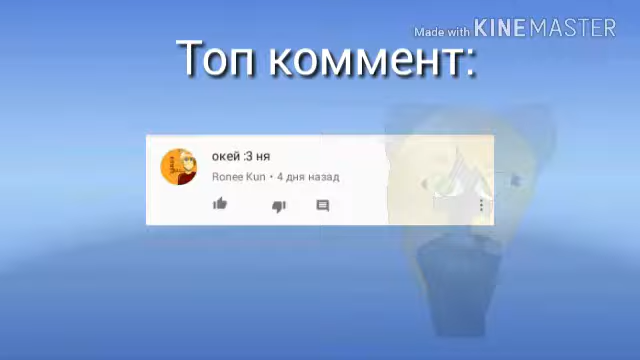 Made with KINEMASTER
Топ коммент:
окей :3 ня
Ronee Kun • 4 дня назад